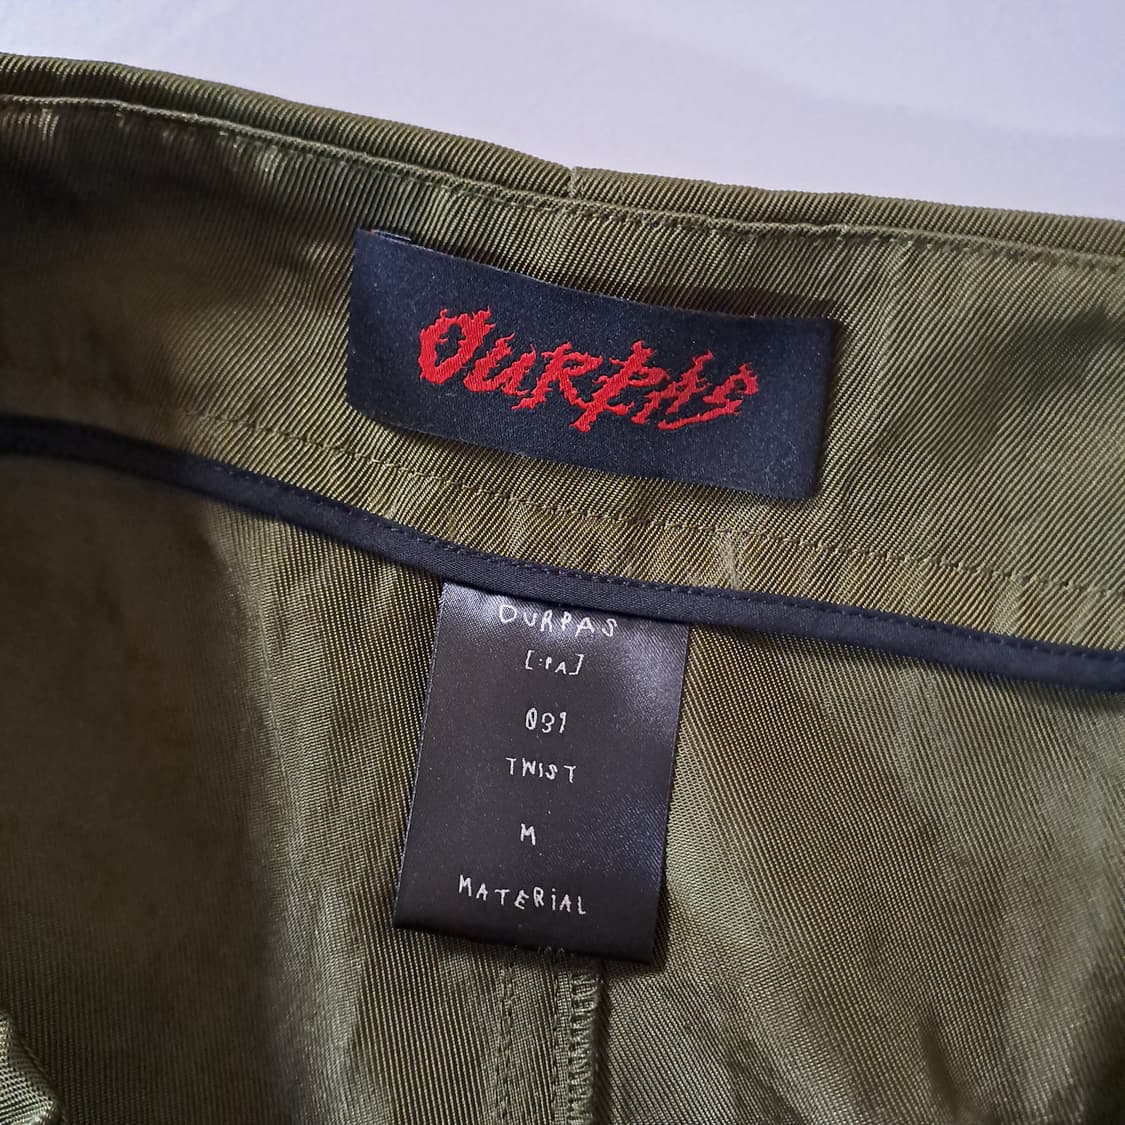 OURPAS
OURPAS
[:PA]
031
TWIST
M
MATERiAL